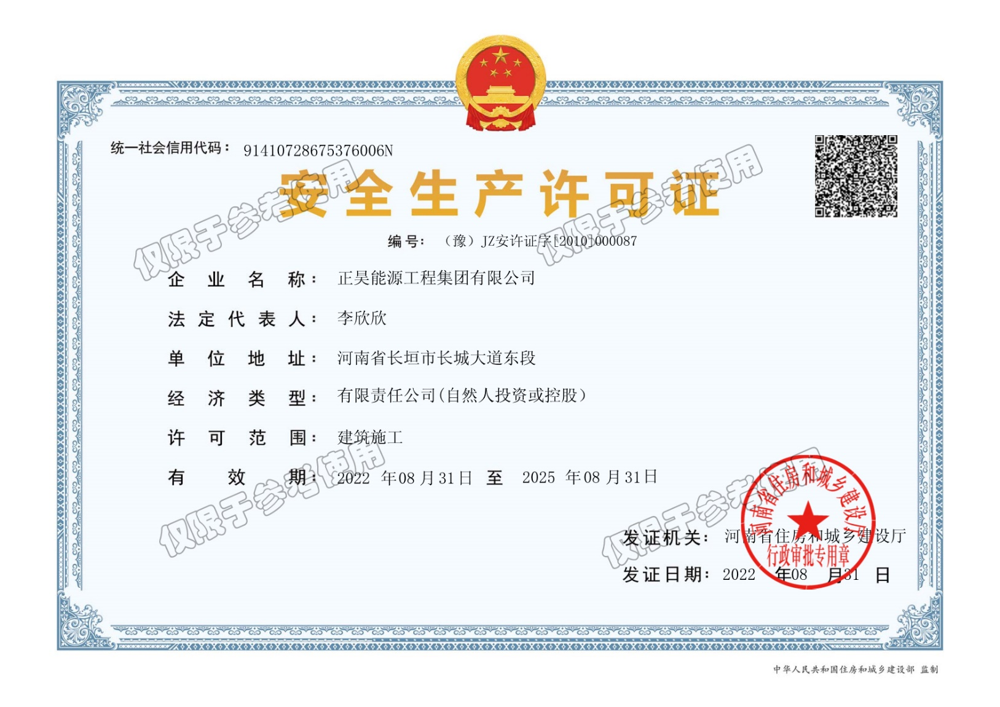 统一社会信用代码： 91410728675376006N
安全生产许可证
编号： （豫）JZ安许证字[2010]000087
企业名称： 正昊能源工程集团有限公司
法定代表人： 李欣欣
单位地址： 河南省长垣市长城大道东段
经济类型： 有限责任公司(自然人投资或控股）
许可范围： 建筑施工
有效期： 2022 年08 月31日 至 2025 年08 月31日
发证机关： 河南省住房和城乡建设厅
发证日期： 2022 年08 月31 日
河南省住房和城乡建设厅
行政审批专用章
仅限于参考使用
仅限于参考使用
仅限于参考使用
仅限于参考使用
中华人民共和国住房和城乡建设部 监制